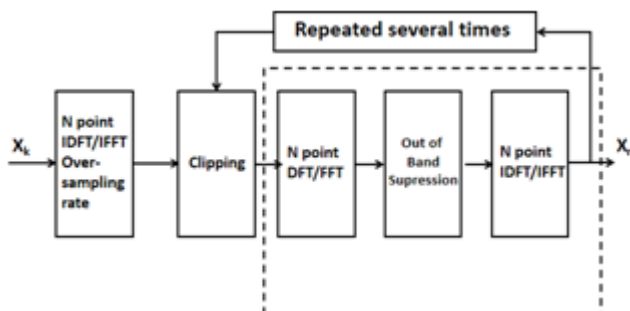 Repeated several times
X_k
N point
IDFT/IFFT
Over-
sampling
rate
Clipping
N point
DFT/FFT
Out of
Band
Supression
N point
IDFT/IFFT